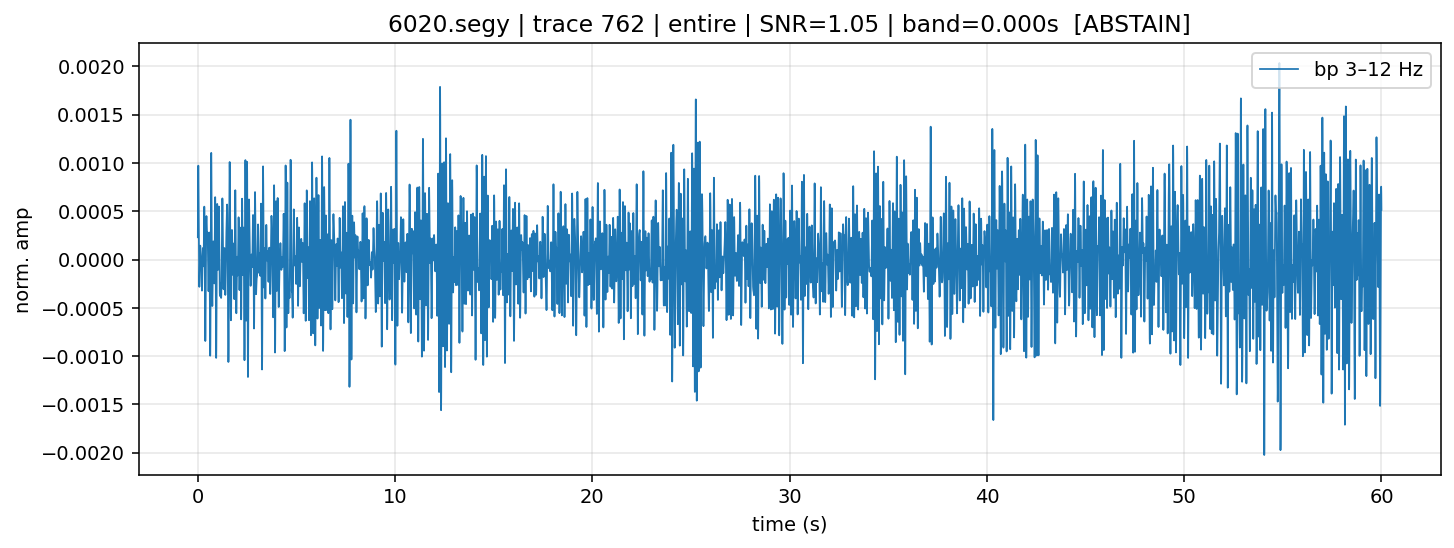 6020.segy | trace 762 | entire | SNR=1.05 | band=0.000s  [ABSTAIN]
bp 3–12 Hz
norm. amp
0.0020
0.0015
0.0010
0.0005
0.0000
−0.0005
−0.0010
−0.0015
−0.0020
0 10 20 30 40 50 60
time (s)